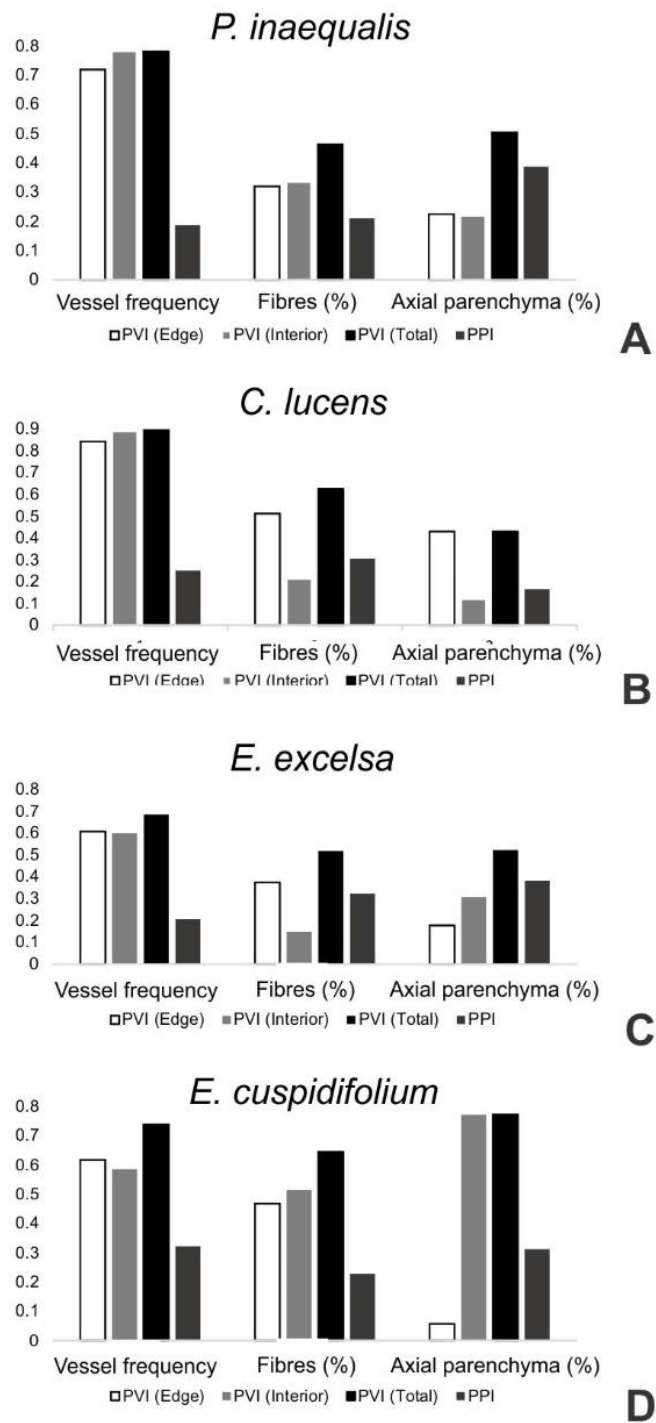 P. inaequalis
0.8
0.7
0.6
0.5
0.4
0.3
0.2
0.1
0
Vessel frequency Fibres (%) Axial parenchyma (%)
PVI (Edge) PVI (Interior) PVI (Total) PPI
A
C. lucens
0.9
0.8
0.7
0.6
0.5
0.4
0.3
0.2
0.1
0
Vessel frequency Fibres (%) Axial parenchyma (%)
PVI (Edge) PVI (Interior) PVI (Total) PPI
B
E. excelsa
0.8
0.7
0.6
0.5
0.4
0.3
0.2
0.1
0
Vessel frequency Fibres (%) Axial parenchyma (%)
PVI (Edge) PVI (Interior) PVI (Total) PPI
C
E. cuspidifolium
0.8
0.7
0.6
0.5
0.4
0.3
0.2
0.1
0
Vessel frequency Fibres (%) Axial parenchyma (%)
PVI (Edge) PVI (Interior) PVI (Total) PPI
D